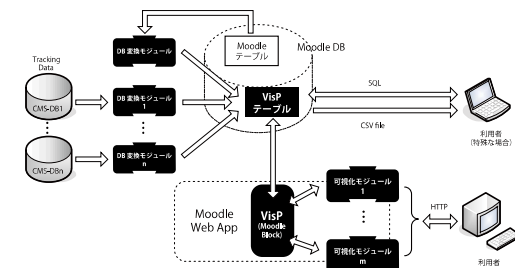 Tracking
Data
CMS-DB1
CMS-DBn
DB 変換モジュール
DB 変換モジュール
1
DB 変換モジュール
n
Moodle
テーブル
Moodle DB
VisP
テーブル
SQL
CSV file
利用者
(特殊な場合)
Moodle
Web App
VisP
(Moodle
Block)
可視化モジュール
1
可視化モジュール
m
HTTP
利用者